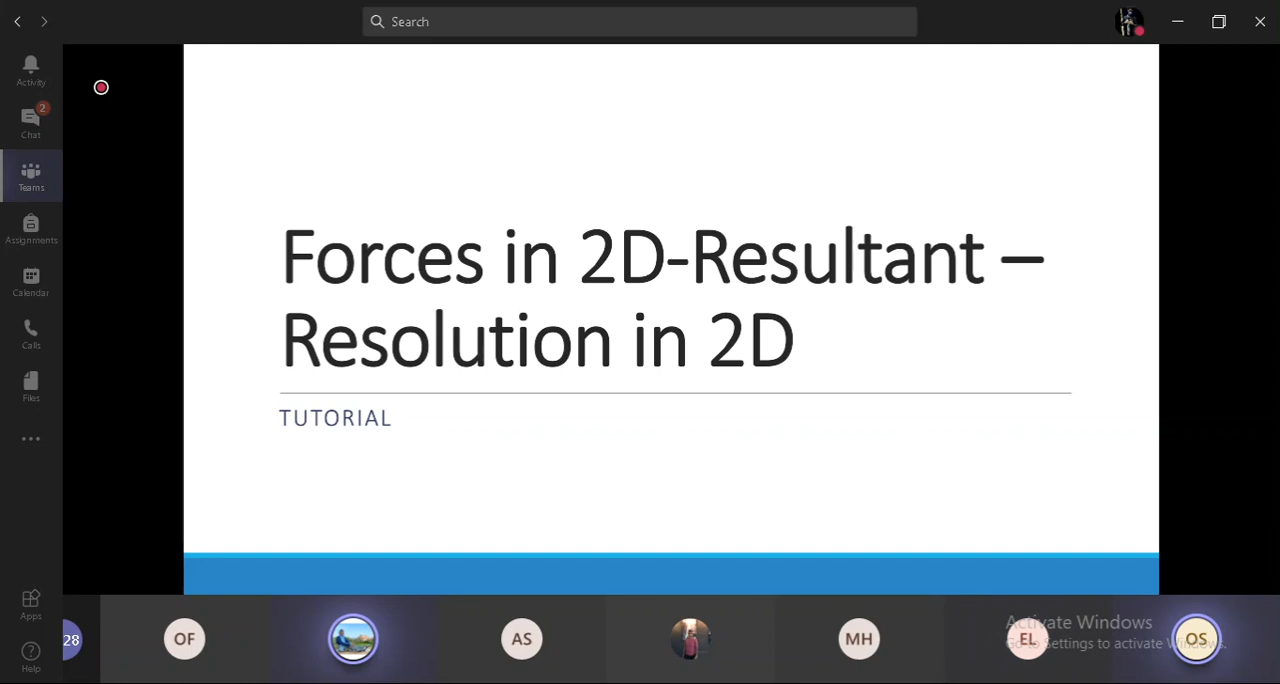 Search
Activity
2
Chat
Teams
Assignments
Calendar
Calls
Files
Apps
Help
Forces in 2D-Resultant –
Resolution in 2D
TUTORIAL
28
OF
AS
MH
EL
OS
Activate Windows
Go to Settings to activate Windows.